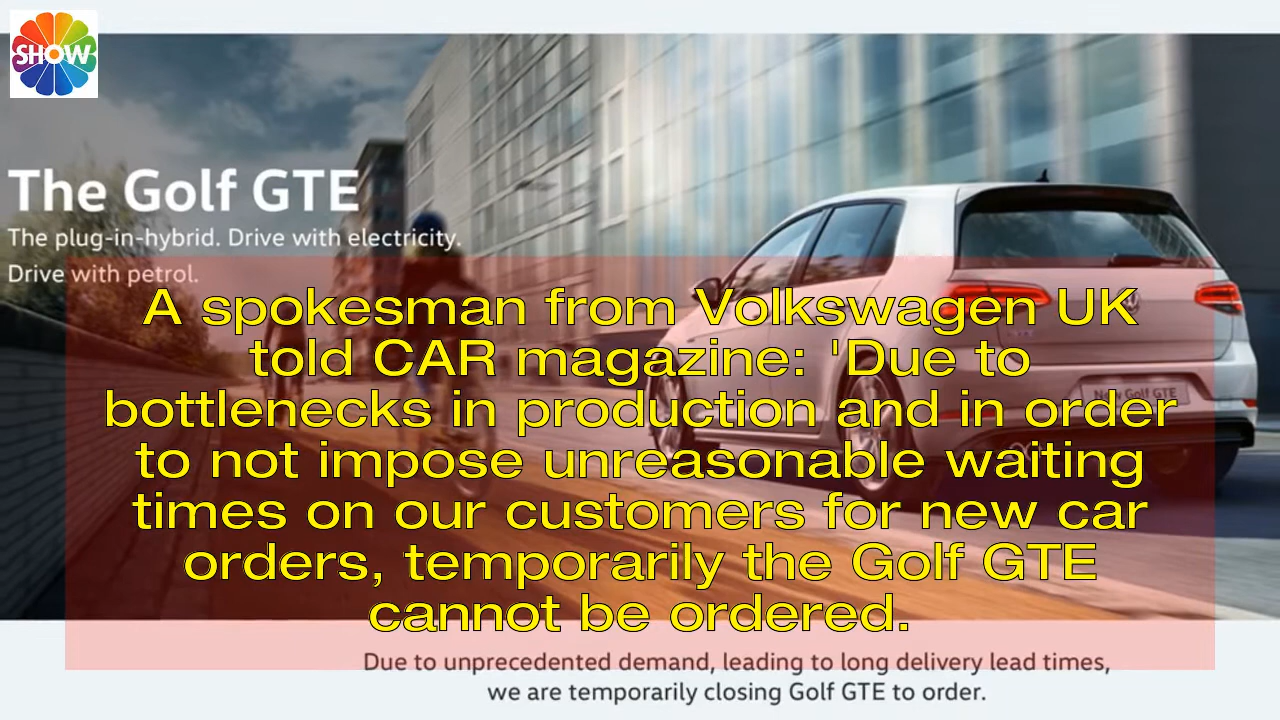 SHOW
The Golf GTE
The plug-in-hybrid. Drive with electricity.
Drive with petrol.
A spokesman from Volkswagen UK
told CAR magazine: 'Due to
bottlenecks in production and in order
to not impose unreasonable waiting
times on our customers for new car
orders, temporarily the Golf GTE
cannot be ordered.
New Golf GTE
Due to unprecedented demand, leading to long delivery lead times,
we are temporarily closing Golf GTE to order.